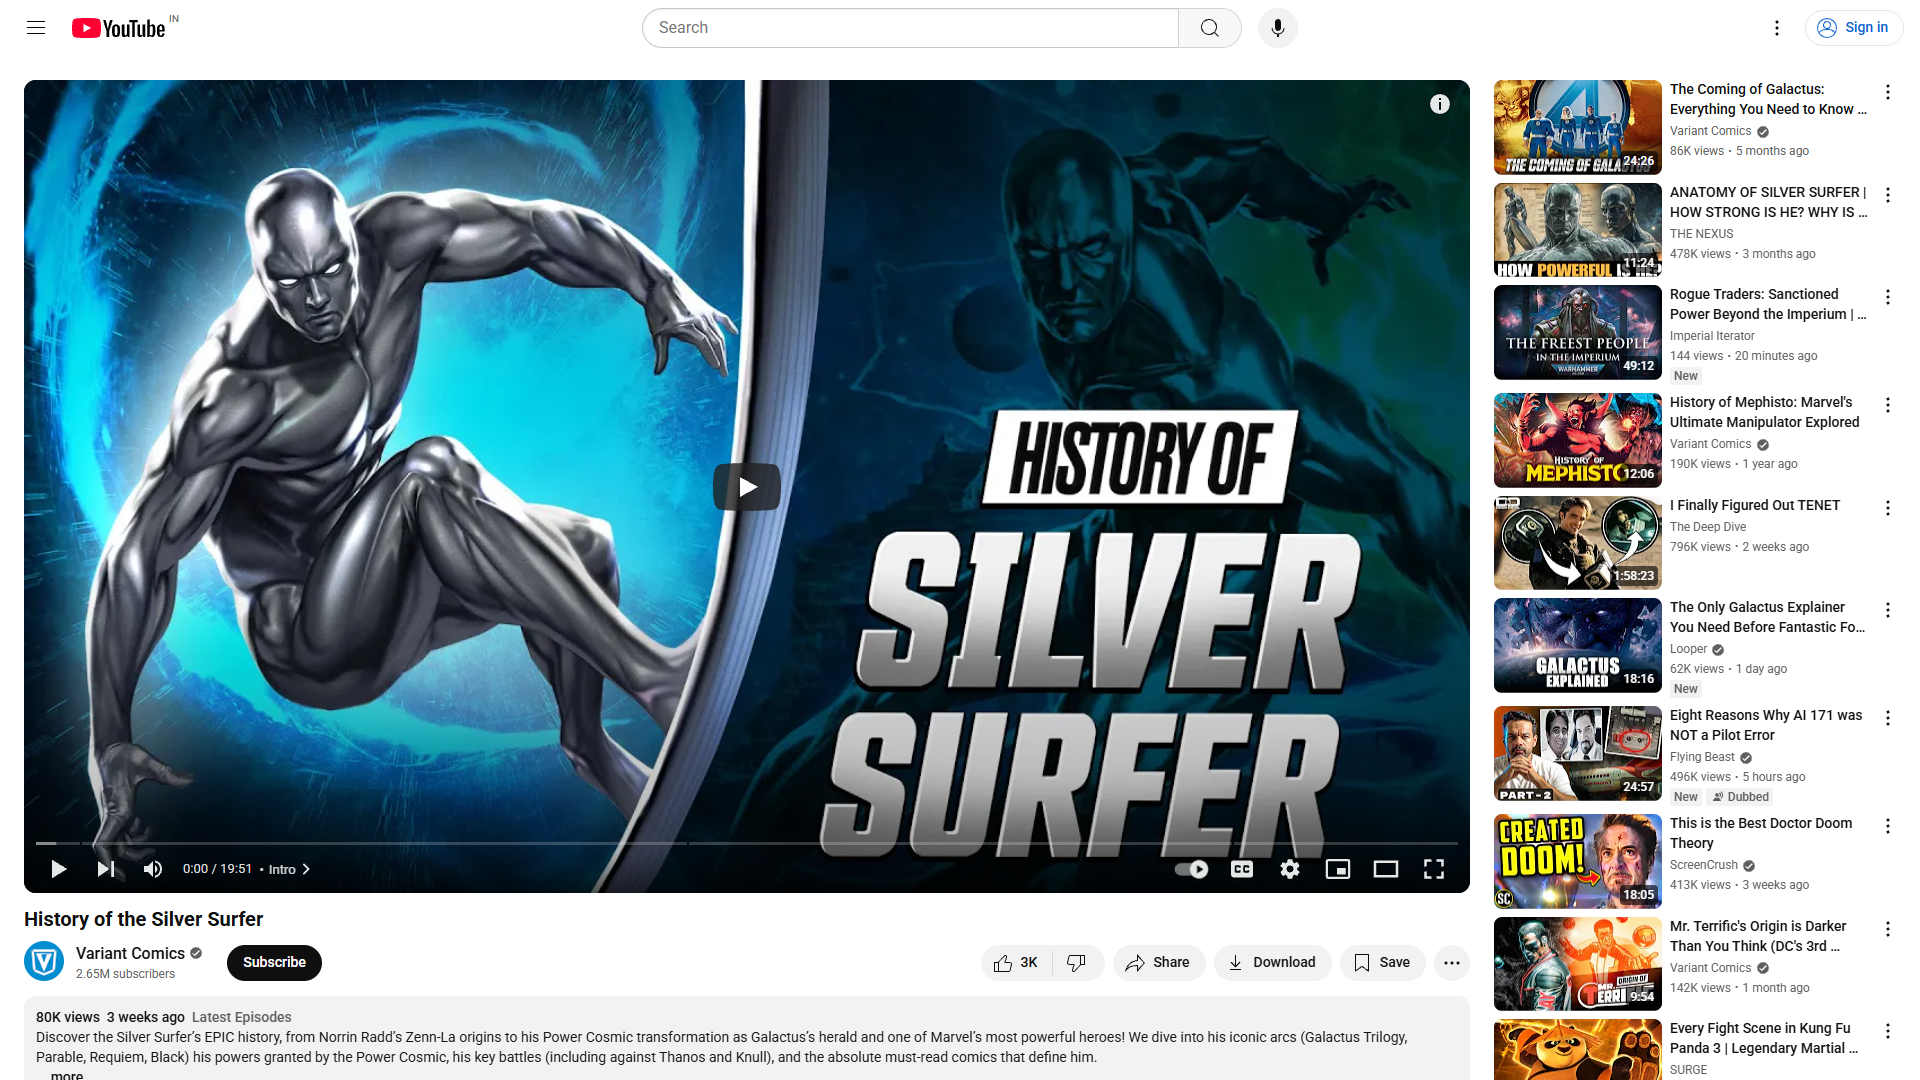 YouTube IN
Search
Sign in
HISTORY OF
SILVER
SURFER
0:00 / 19:51 • Intro
CC
History of the Silver Surfer
Variant Comics
2.65M subscribers
Subscribe
3K
Share
Download
Save
80K views 3 weeks ago Latest Episodes
Discover the Silver Surfer’s EPIC history, from Norrin Radd’s Zenn-La origins to his Power Cosmic transformation as Galactus’s herald and one of Marvel’s most powerful heroes! We dive into his iconic arcs (Galactus Trilogy,
Parable, Requiem, Black) his powers granted by the Power Cosmic, his key battles (including against Thanos and Knull), and the absolute must-read comics that define him.
...more
THE COMING OF GALA
24:26
The Coming of Galactus:
Everything You Need to Know ...
Variant Comics
86K views • 5 months ago
HOW POWERFUL IS HE?
11:24
ANATOMY OF SILVER SURFER |
HOW STRONG IS HE? WHY IS ...
THE NEXUS
478K views • 3 months ago
THE FREEST PEOPLE
IN THE IMPERIUM
WARHAMMER
49:12
Rogue Traders: Sanctioned
Power Beyond the Imperium | ...
Imperial Iterator
144 views • 20 minutes ago
New
HISTORY OF
MEPHISTO
12:06
History of Mephisto: Marvel's
Ultimate Manipulator Explored
Variant Comics
190K views • 1 year ago
1:58:23
I Finally Figured Out TENET
The Deep Dive
796K views • 2 weeks ago
GALACTUS
EXPLAINED
18:16
The Only Galactus Explainer
You Need Before Fantastic Fo...
Looper
62K views • 1 day ago
New
PART - 2
24:57
Eight Reasons Why AI 171 was
NOT a Pilot Error
Flying Beast
496K views • 5 hours ago
New Dubbed
CREATED
DOOM!
SC
18:05
This is the Best Doctor Doom
Theory
ScreenCrush
413K views • 3 weeks ago
ORIGIN OF
MR.
TERRI
9:54
Mr. Terrific's Origin is Darker
Than You Think (DC's 3rd ...
Variant Comics
142K views • 1 month ago
Every Fight Scene in Kung Fu
Panda 3 | Legendary Martial ...
SURGE